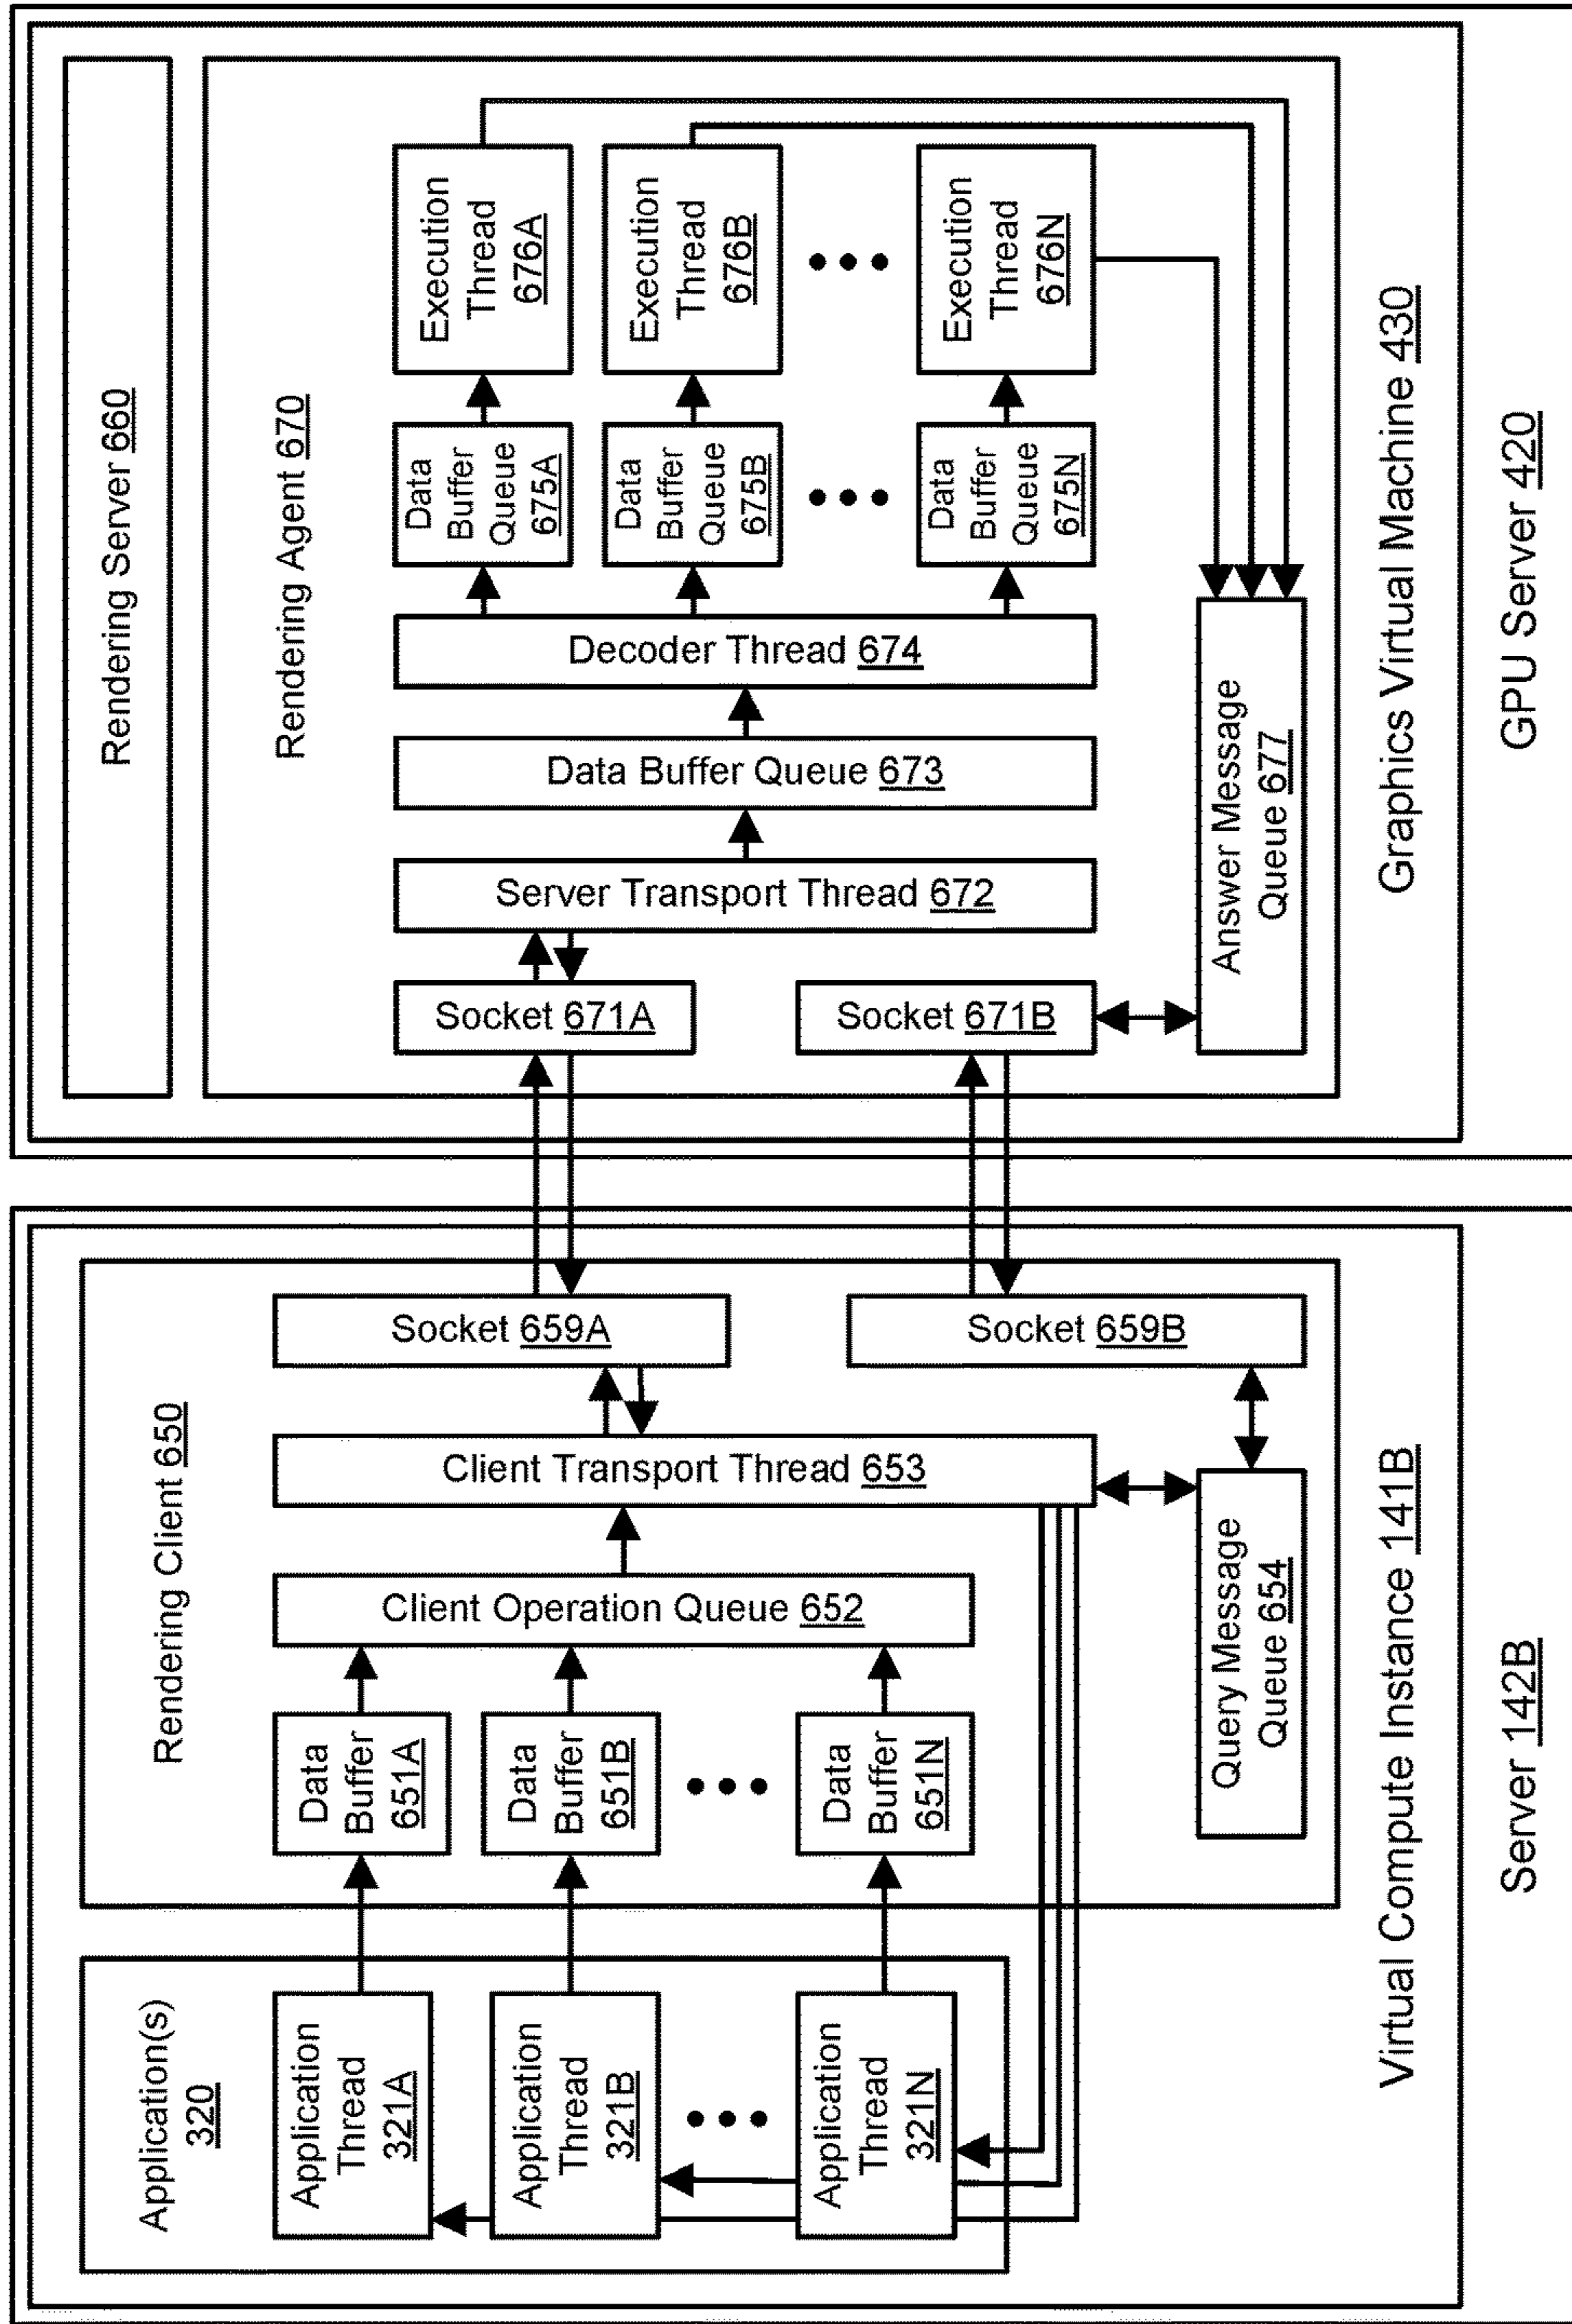 Application(s)
320
Application
Thread
321A
Application
Thread
321B
Application
Thread
321N
Rendering Client 650
Data
Buffer
651A
Data
Buffer
651B
Data
Buffer
651N
Client Operation Queue 652
Client Transport Thread 653
Socket 659A
Socket 659B
Query Message
Queue 654
Virtual Compute Instance 141B
Server 142B
Rendering Server 660
Rendering Agent 670
Socket 671A
Socket 671B
Server Transport Thread 672
Data Buffer Queue 673
Decoder Thread 674
Data
Buffer
Queue
675A
Data
Buffer
Queue
675B
Data
Buffer
Queue
675N
Execution
Thread
676A
Execution
Thread
676B
Execution
Thread
676N
Answer Message
Queue 677
Graphics Virtual Machine 430
GPU Server 420